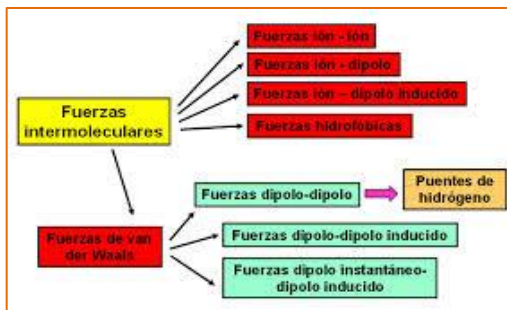 Fuerzas ión - ión
Fuerzas ión - dipolo
Fuerzas ión – dipolo inducido
Fuerzas hidrofóbicas
Fuerzas
intermoleculares
Fuerzas dipolo-dipolo
Puentes de
hidrógeno
Fuerzas de van
der Waals
Fuerzas dipolo-dipolo inducido
Fuerzas dipolo instantáneo-
dipolo inducido